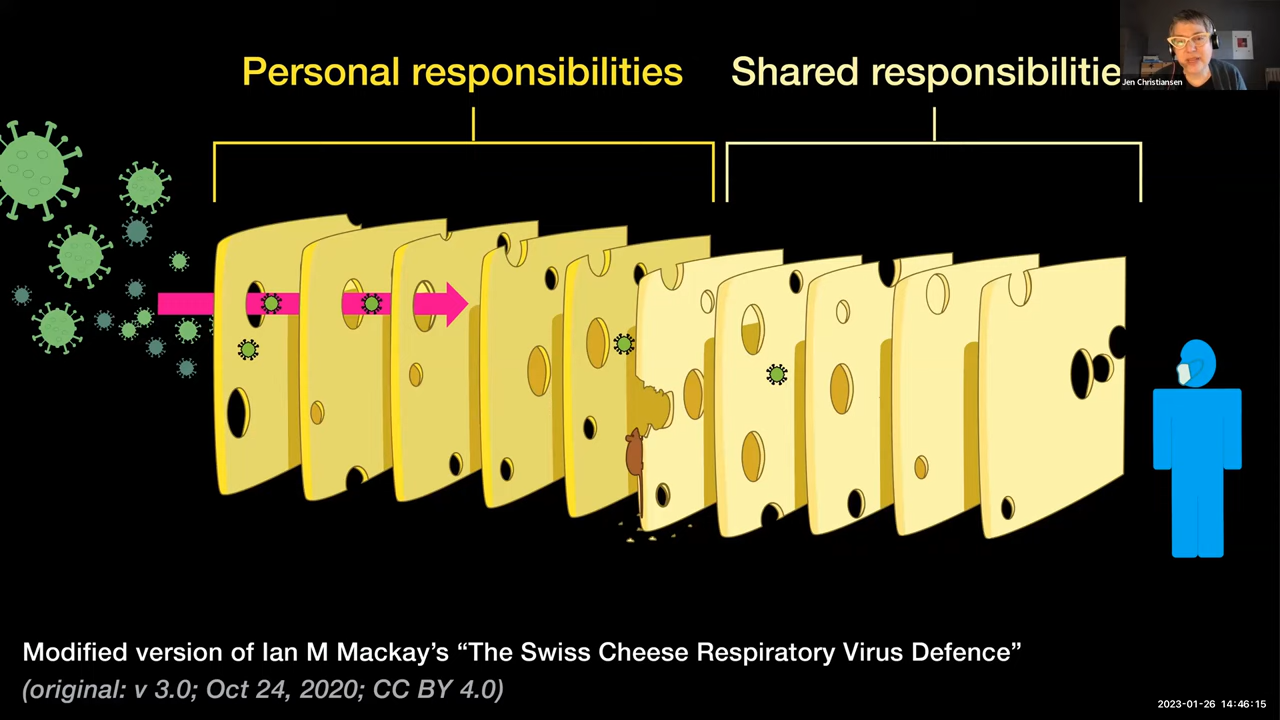 Personal responsibilities
Shared responsibilitie
Jen Christiansen
Modified version of Ian M Mackay’s “The Swiss Cheese Respiratory Virus Defence”
(original: v 3.0; Oct 24, 2020; CC BY 4.0)
2023-01-26 14:46:15